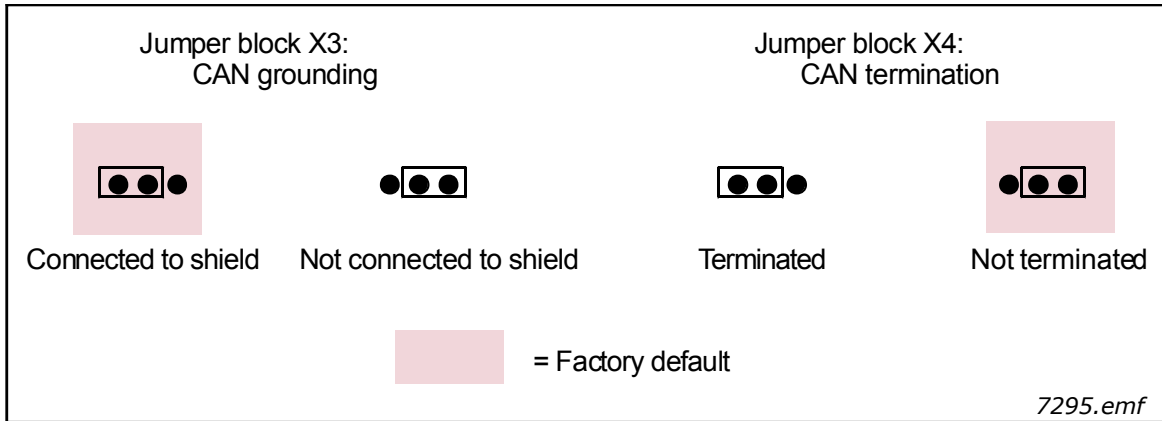 Jumper block X3:
CAN grounding
Jumper block X4:
CAN termination
Connected to shield
Not connected to shield
Terminated
Not terminated
= Factory default
7295.emf